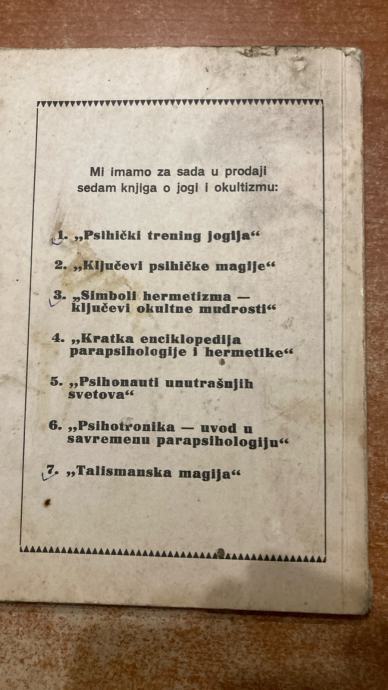 Mi imamo za sada u prodaji
sedam knjiga o jogi i okultizmu:
1. „Psihički trening jogija“
2. „Ključevi psihičke magije“
3. „Simboli hermetizma —
ključevi okultne mudrosti“
4. „Kratka enciklopedija
parapsihologije i hermetike“
5. „Psihonauti unutrašnjih
svetova“
6. „Psihotronika — uvod u
savremenu parapsihologiju“
7. „Talismanska magija“